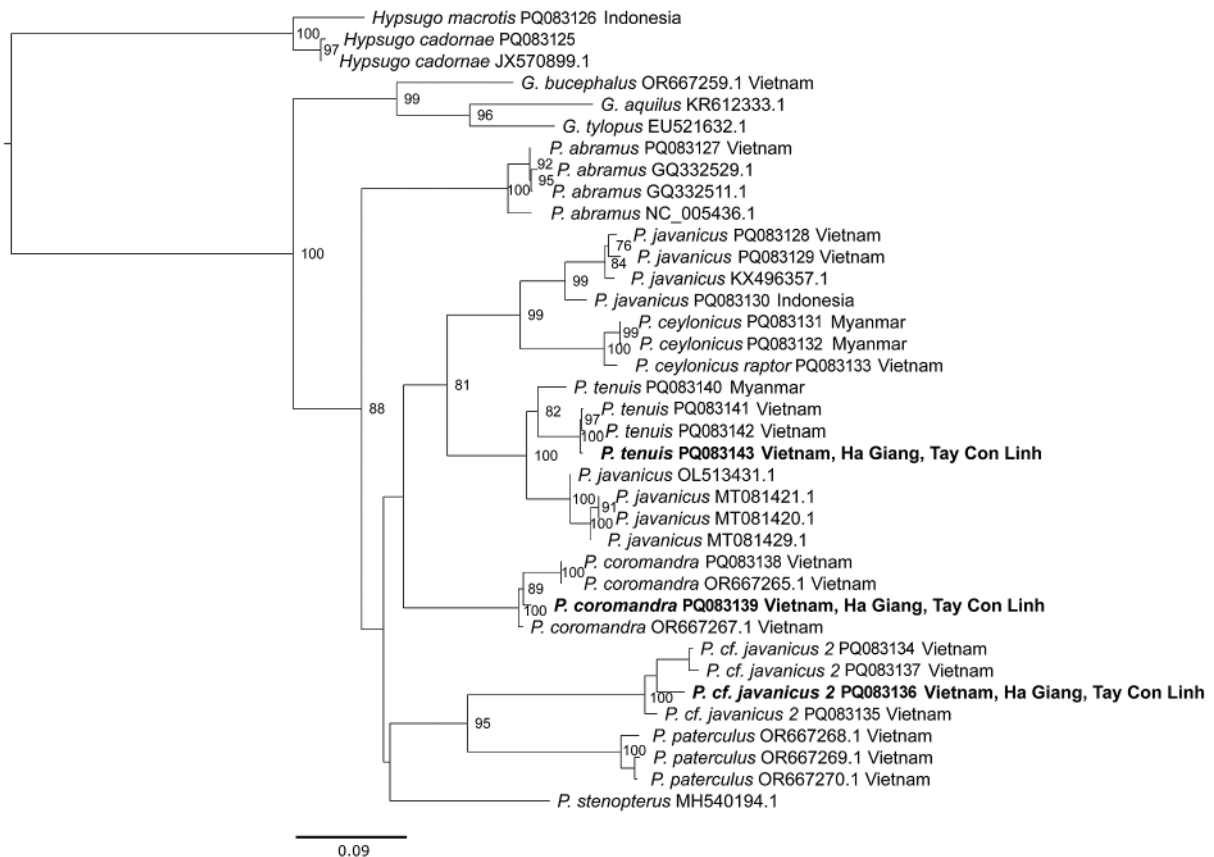 Hypsugo macrotis PQ083126 Indonesia
100
Hypsugo cadornae PQ083125
97
Hypsugo cadornae JX570899.1
G. bucephalus OR667259.1 Vietnam
99
G. aquilus KR612333.1
96
G. tylopus EU521632.1
P. abramus PQ083127 Vietnam
92
P. abramus GQ332529.1
95
100
P. abramus GQ332511.1
P. abramus NC_005436.1
P. javanicus PQ083128 Vietnam
76
P. javanicus PQ083129 Vietnam
84
100
P. javanicus KX496357.1
99
P. javanicus PQ083130 Indonesia
99
P. ceylonicus PQ083131 Myanmar
99
P. ceylonicus PQ083132 Myanmar
100
P. ceylonicus raptor PQ083133 Vietnam
81
P. tenuis PQ083140 Myanmar
88
82
P. tenuis PQ083141 Vietnam
97
P. tenuis PQ083142 Vietnam
100
P. tenuis PQ083143 Vietnam, Ha Giang, Tay Con Linh
100
P. javanicus OL513431.1
100
P. javanicus MT081421.1
91
P. javanicus MT081420.1
100
P. javanicus MT081429.1
P. coromandra PQ083138 Vietnam
100
P. coromandra OR667265.1 Vietnam
89
P. coromandra PQ083139 Vietnam, Ha Giang, Tay Con Linh
100
P. coromandra OR667267.1 Vietnam
P. cf. javanicus 2 PQ083134 Vietnam
P. cf. javanicus 2 PQ083137 Vietnam
P. cf. javanicus 2 PQ083136 Vietnam, Ha Giang, Tay Con Linh
100
P. cf. javanicus 2 PQ083135 Vietnam
95
P. paterculus OR667268.1 Vietnam
100
P. paterculus OR667269.1 Vietnam
P. paterculus OR667270.1 Vietnam
P. stenopterus MH540194.1
0.09